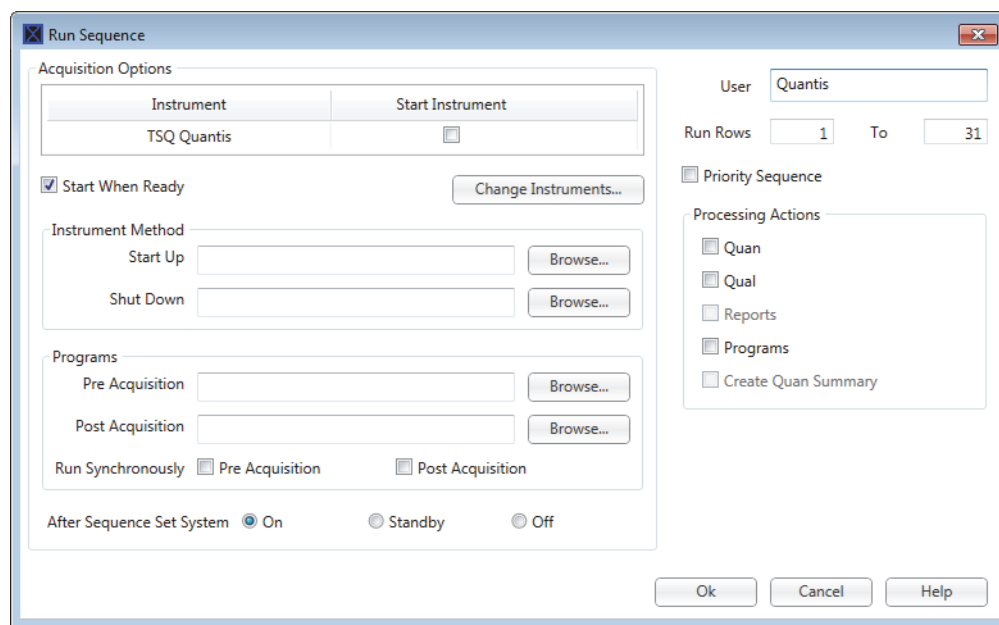 Run Sequence
Acquisition Options
Instrument Start Instrument
TSQ Quantis
Start When Ready
Change Instruments...
Instrument Method
Start Up Browse...
Shut Down Browse...
Programs
Pre Acquisition Browse...
Post Acquisition Browse...
Run Synchronously Pre Acquisition Post Acquisition
After Sequence Set System On Standby Off
User Quantis
Run Rows 1 To 31
Priority Sequence
Processing Actions
Quan
Qual
Reports
Programs
Create Quan Summary
Ok Cancel Help